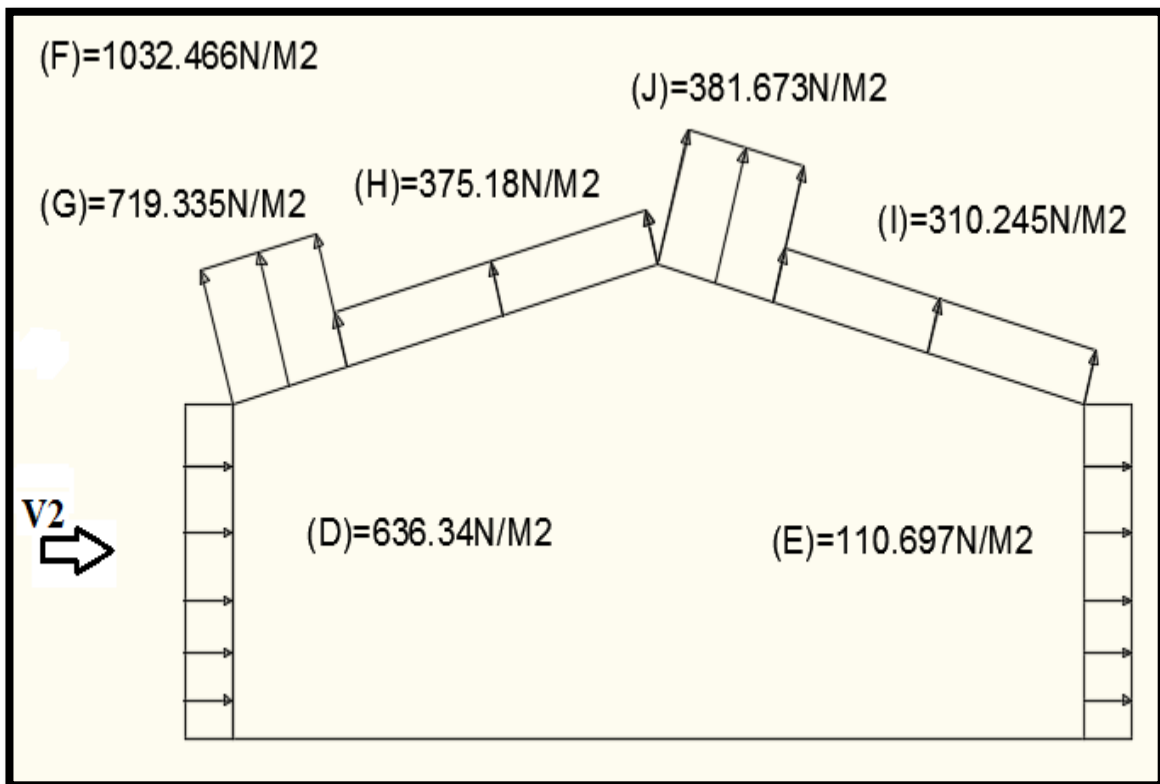 (F)=1032.466N/M2
(J)=381.673N/M2
(H)=375.18N/M2
(G)=719.335N/M2
(I)=310.245N/M2
V2
(D)=636.34N/M2
(E)=110.697N/M2